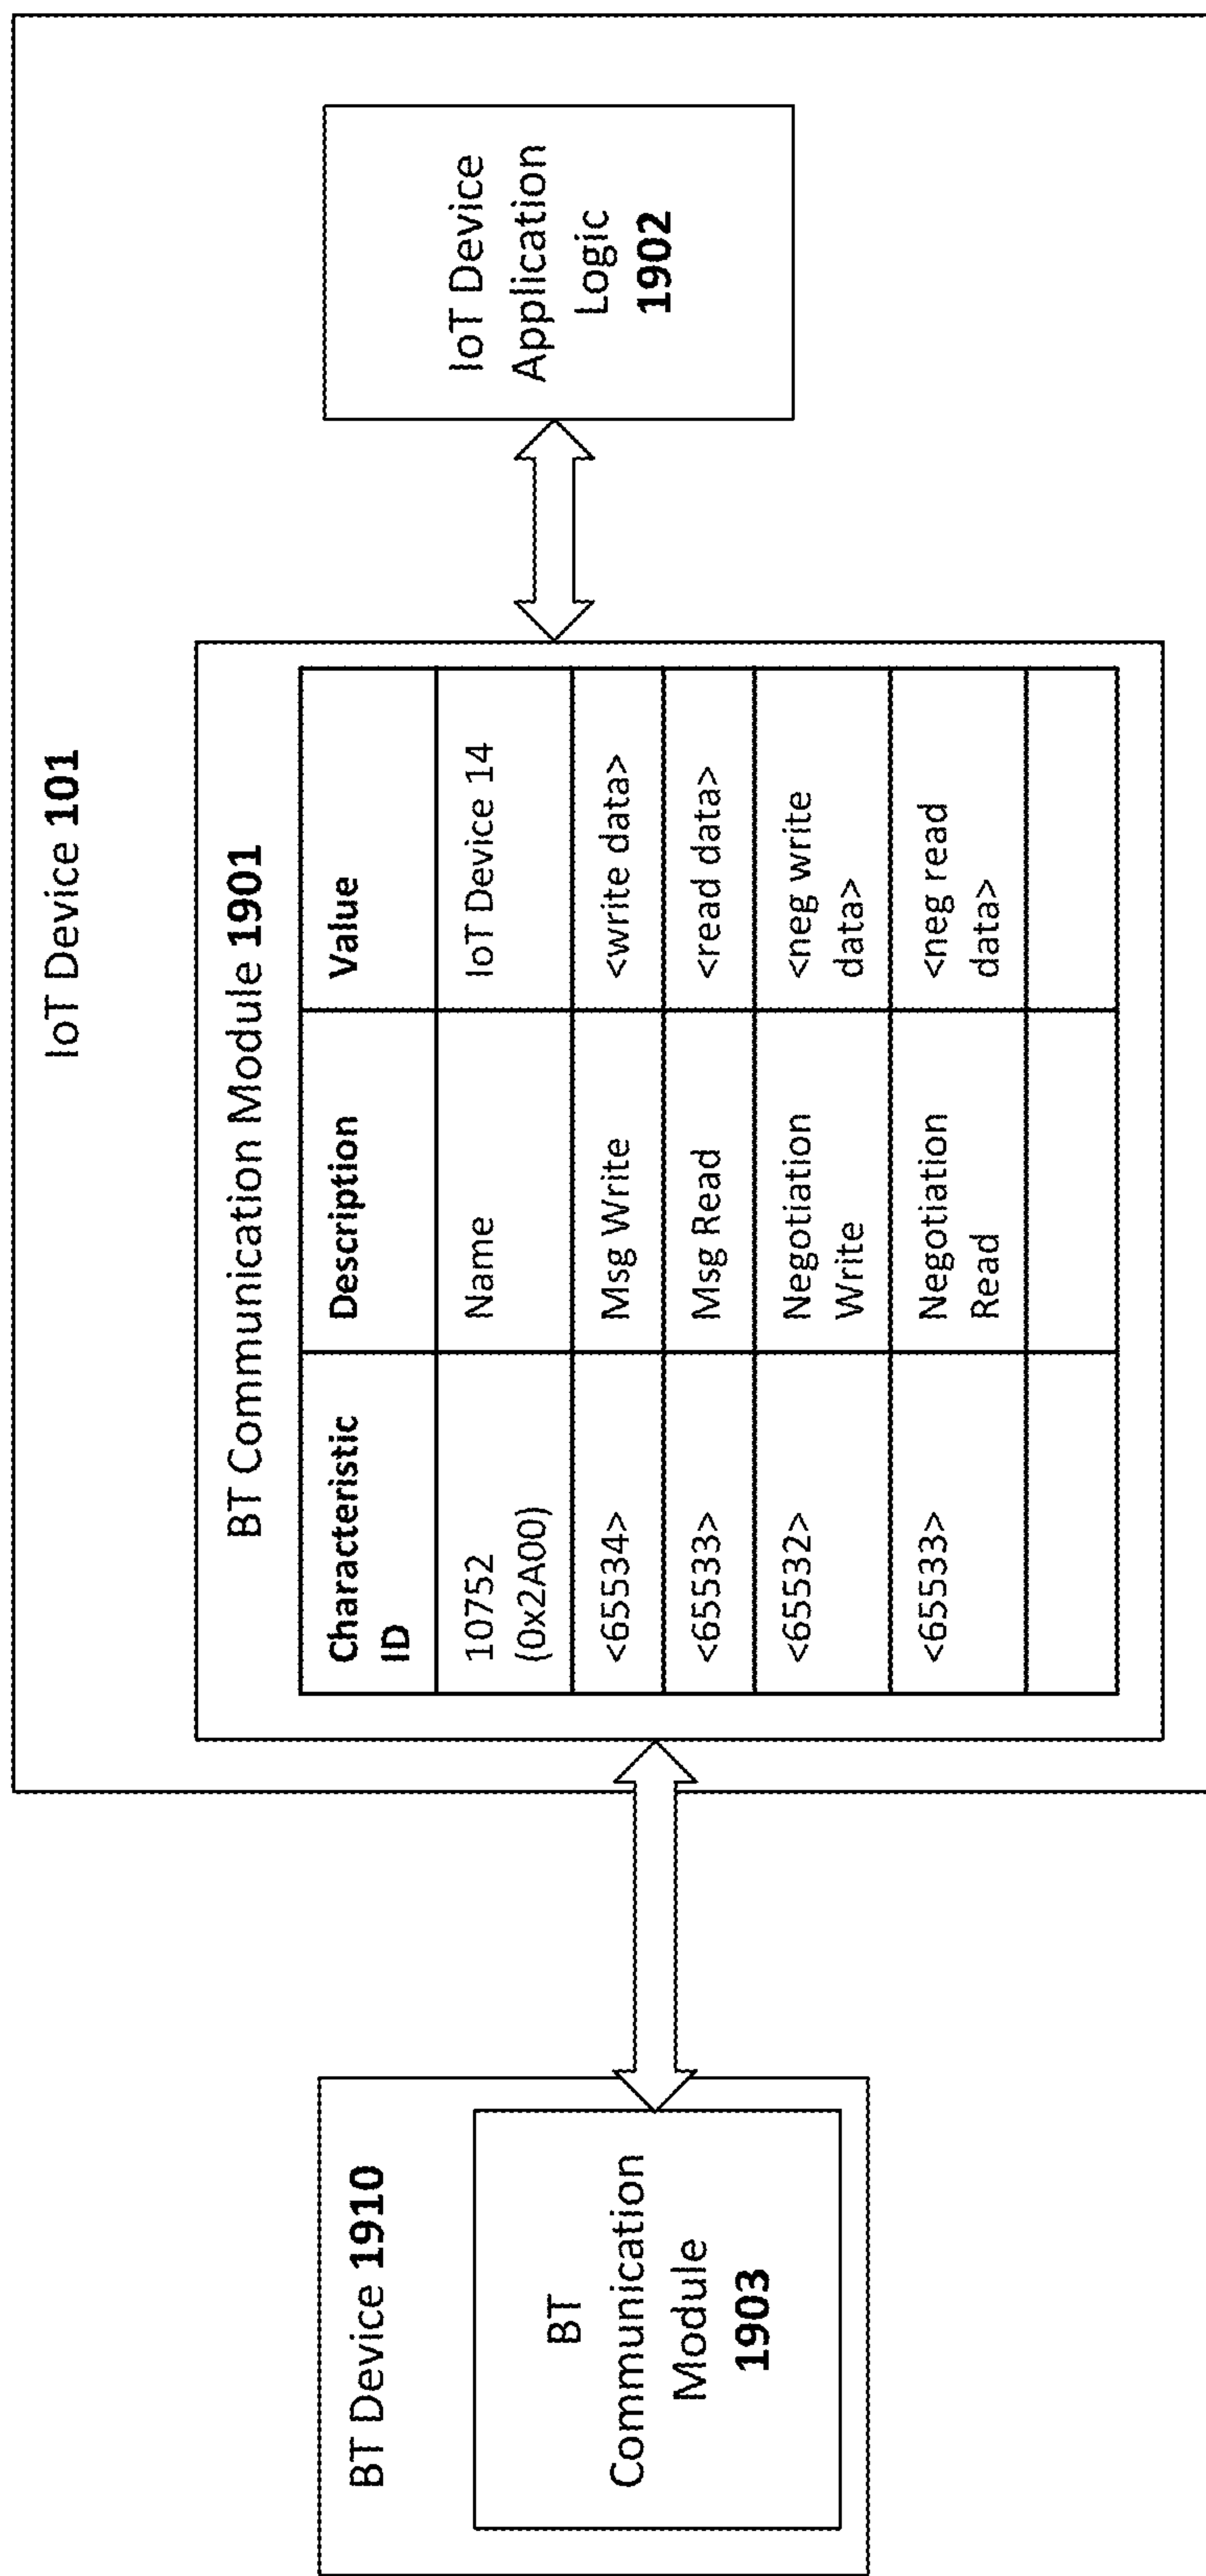 IoT Device 101
BT Communication Module 1901
Characteristic
ID
Description
Value
10752
(0x2A00)
Name
IoT Device 14
<65534>
Msg Write
<write data>
<65533>
Msg Read
<read data>
<65532>
Negotiation
Write
<neg write
data>
<65533>
Negotiation
Read
<neg read
data>
IoT Device
Application
Logic
1902
BT Device 1910
BT
Communication
Module
1903